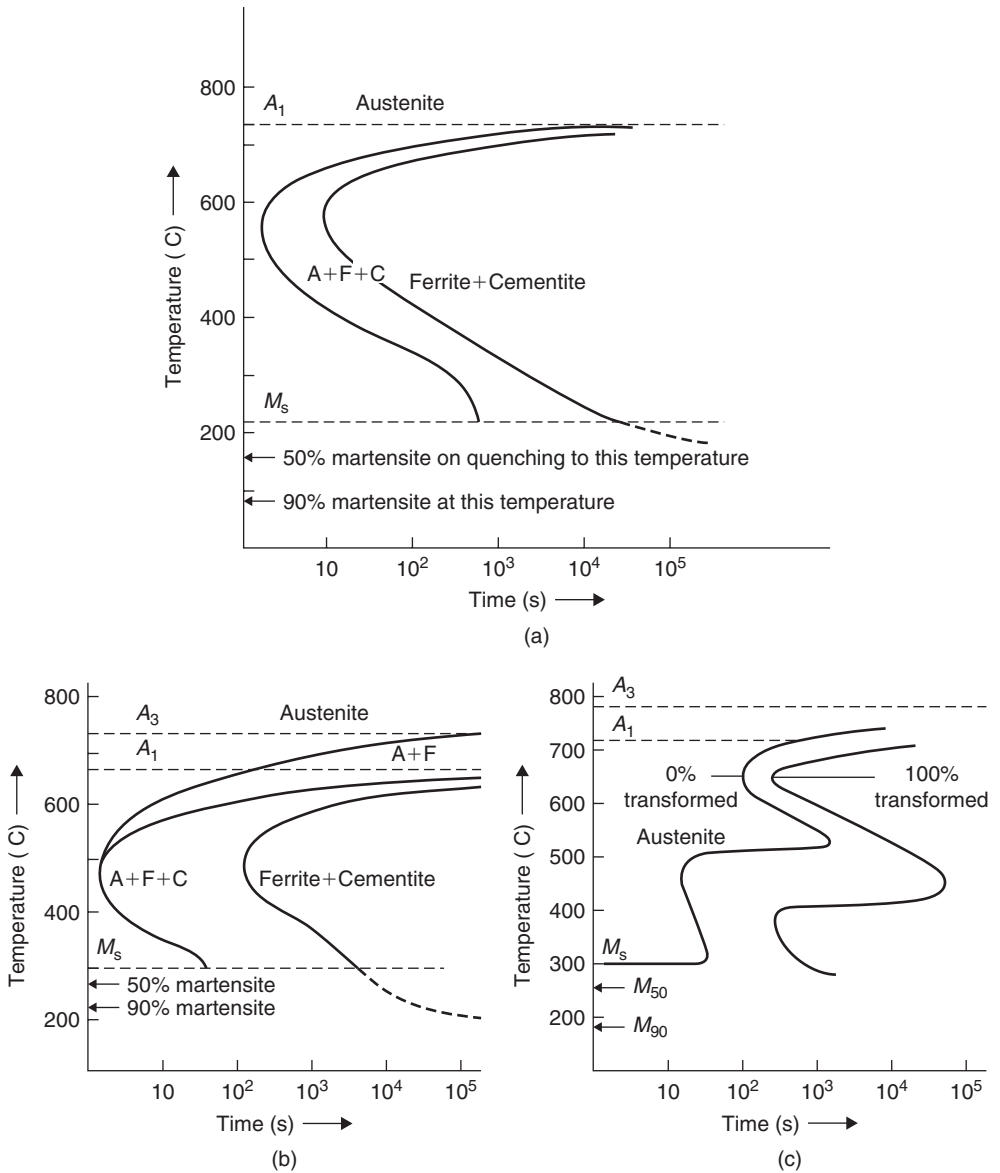 800
A₁
Austenite
600
A+F+C
Ferrite+Cementite
400
Mₛ
200
50% martensite on quenching to this temperature
90% martensite at this temperature
Temperature ( C)
10
10²
10³
10⁴
10⁵
Time (s)
(a)
800
A₃
Austenite
A₁
A+F
600
A+F+C
Ferrite+Cementite
400
Mₛ
50% martensite
90% martensite
200
Temperature ( C)
10
10²
10³
10⁴
10⁵
Time (s)
(b)
800
A₃
A₁
700
0%
transformed
100%
transformed
600
Austenite
500
400
Mₛ
300
M₅₀
200
M₉₀
Temperature ( C)
10
10²
10³
10⁴
10⁵
Time (s)
(c)